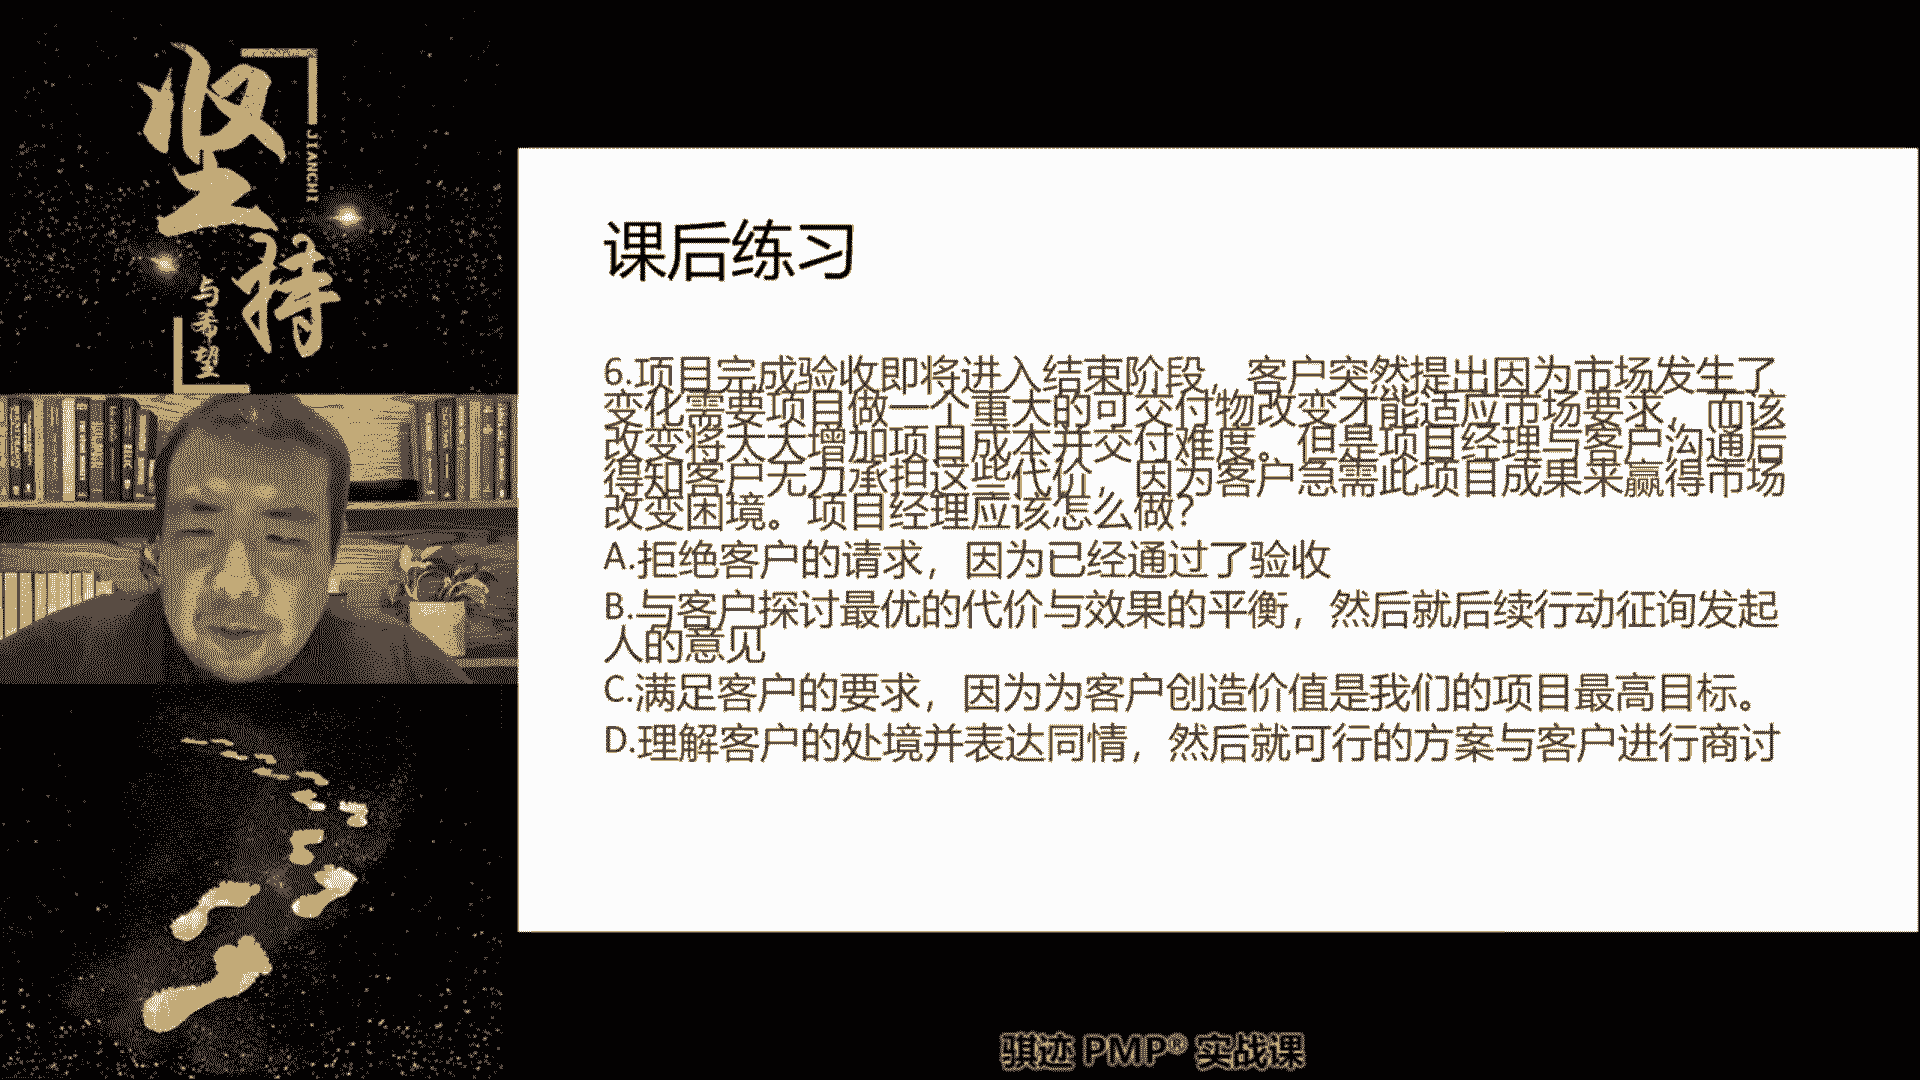 坚持
JIANCHI
与希望
课后练习
6.项目完成验收即将进入结束阶段，客户突然提出因为市场发生了
变化需要项目做一个重大的可交付物改变才能适应市场要求，而该
改变将大大增加项目成本并交付难度。但是项目经理与客户沟通后
得知客户无力承担这些代价，因为客户急需此项目成果来赢得市场
改变困境。项目经理应该怎么做?
A.拒绝客户的请求，因为已经通过了验收
B.与客户探讨最优的代价与效果的平衡，然后就后续行动征询发起
人的意见
C.满足客户的要求，因为为客户创造价值是我们的项目最高目标。
D.理解客户的处境并表达同情，然后就可行的方案与客户进行商讨
骐迹 PMP® 实战课